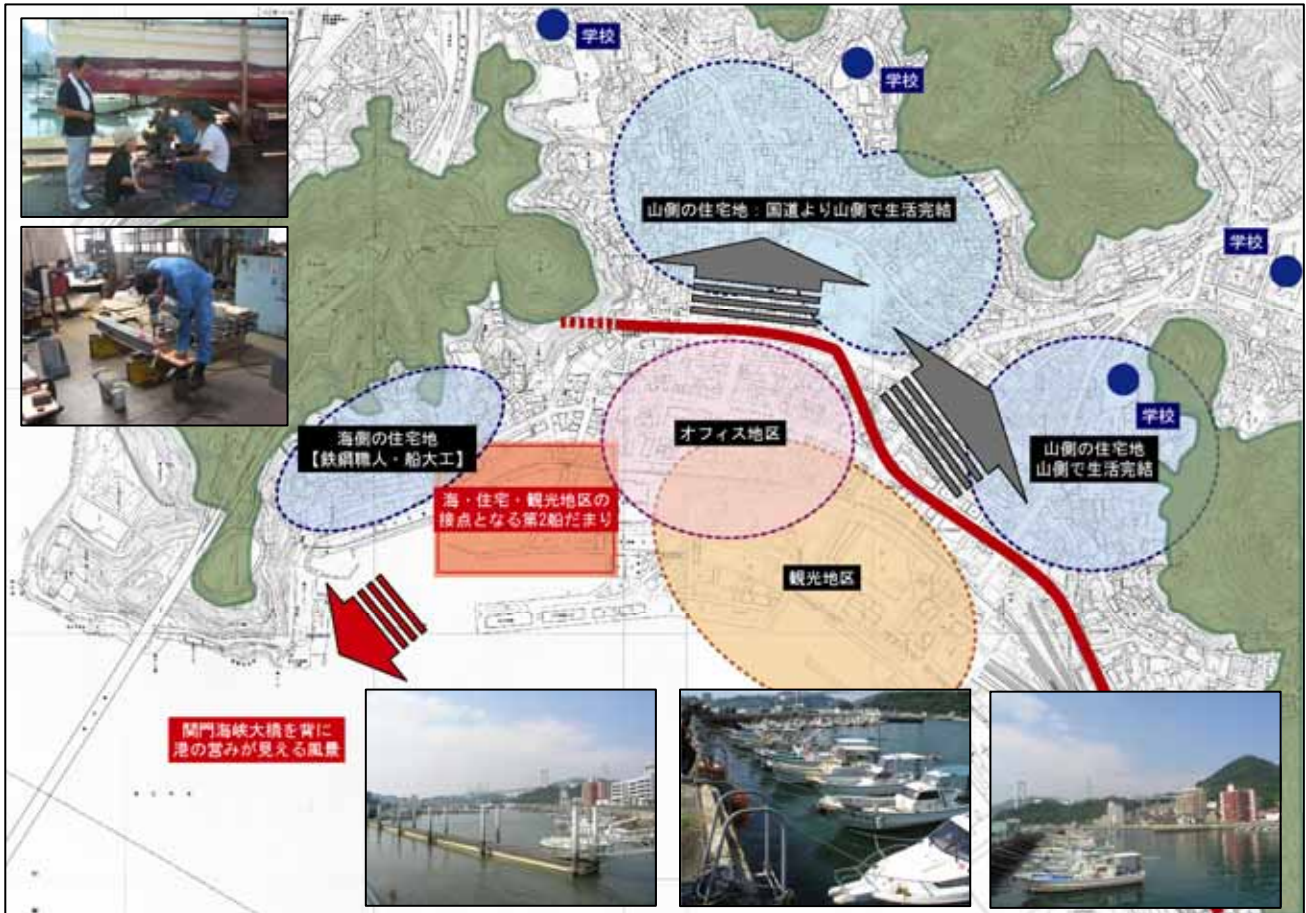 学校
学校
山側の住宅地：国道より山側で生活完結
学校
学校
海側の住宅地
【鉄鋼職人・船大工】
オフィス地区
山側の住宅地
山側で生活完結
海・住宅・観光地区の
接点となる第2船だまり
観光地区
関門海峡大橋を背に
港の営みが見える風景